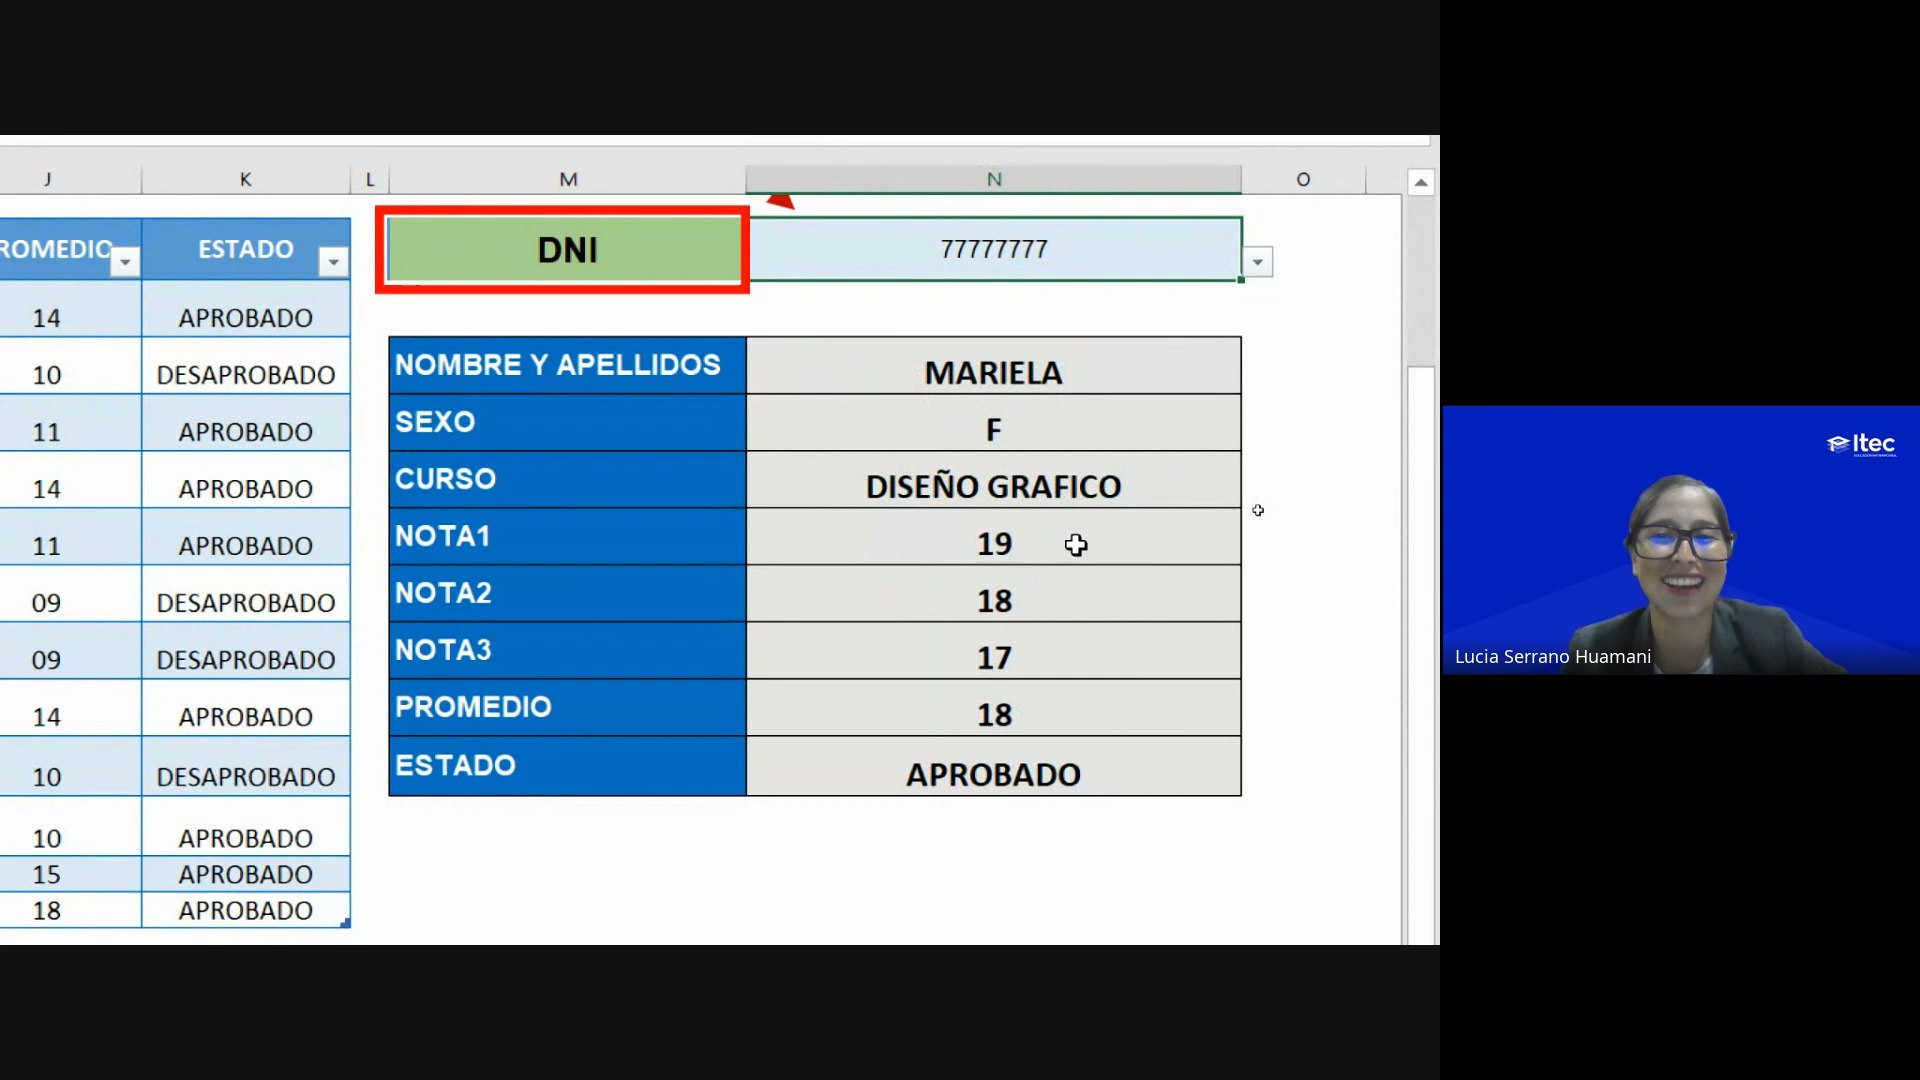 J K L M N O
ROMEDIO ESTADO
DNI 77777777
14 APROBADO
10 DESAPROBADO
11 APROBADO
14 APROBADO
11 APROBADO
09 DESAPROBADO
09 DESAPROBADO
14 APROBADO
10 DESAPROBADO
10 APROBADO
15 APROBADO
18 APROBADO
NOMBRE Y APELLIDOS MARIELA
SEXO F
CURSO DISEÑO GRAFICO
NOTA1 19
NOTA2 18
NOTA3 17
PROMEDIO 18
ESTADO APROBADO
Itec
Lucia Serrano Huamani